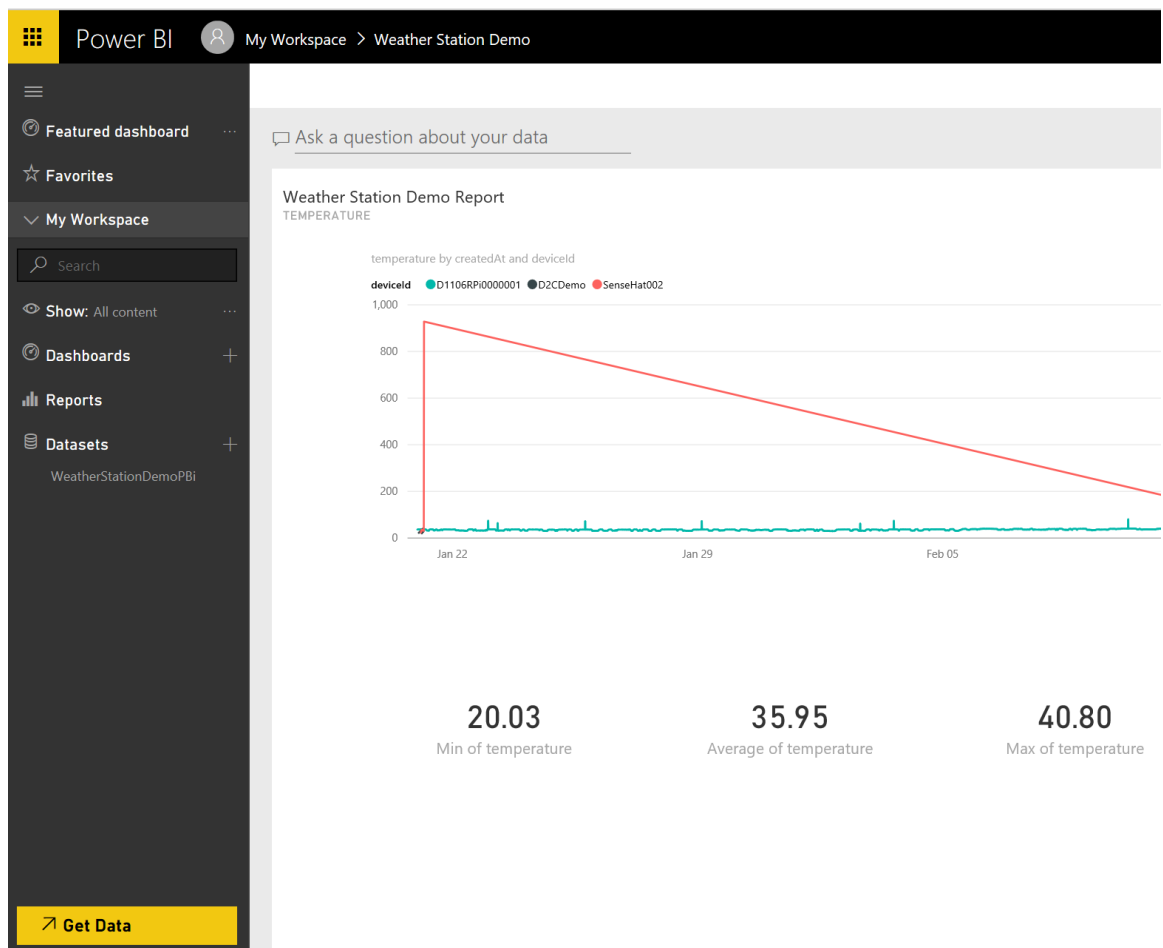 Power BI
My Workspace > Weather Station Demo
Featured dashboard ...
Favorites
My Workspace
Search
Show: All content ...
Dashboards +
Reports
Datasets +
WeatherStationDemoPBi
Get Data
Ask a question about your data
Weather Station Demo Report
TEMPERATURE
temperature by createdAt and deviceId
deviceId D1106RPi0000001 D2CDemo SenseHat002
1,000
800
600
400
200
0
Jan 22 Jan 29 Feb 05
20.03 35.95 40.80
Min of temperature Average of temperature Max of temperature